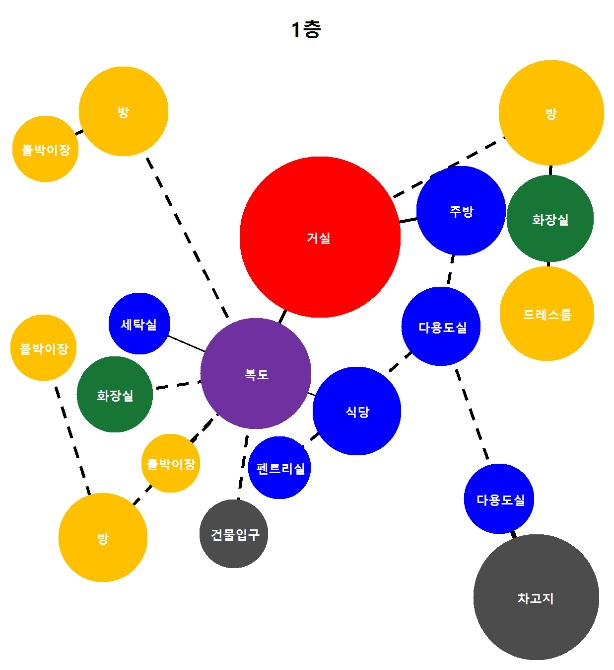 1층
방
방
붙박이장
주방
화장실
거실
드레스룸
세탁실
다용도실
붙박이장
복도
화장실
식당
붙박이장
펜트리실
다용도실
건물입구
방
차고지